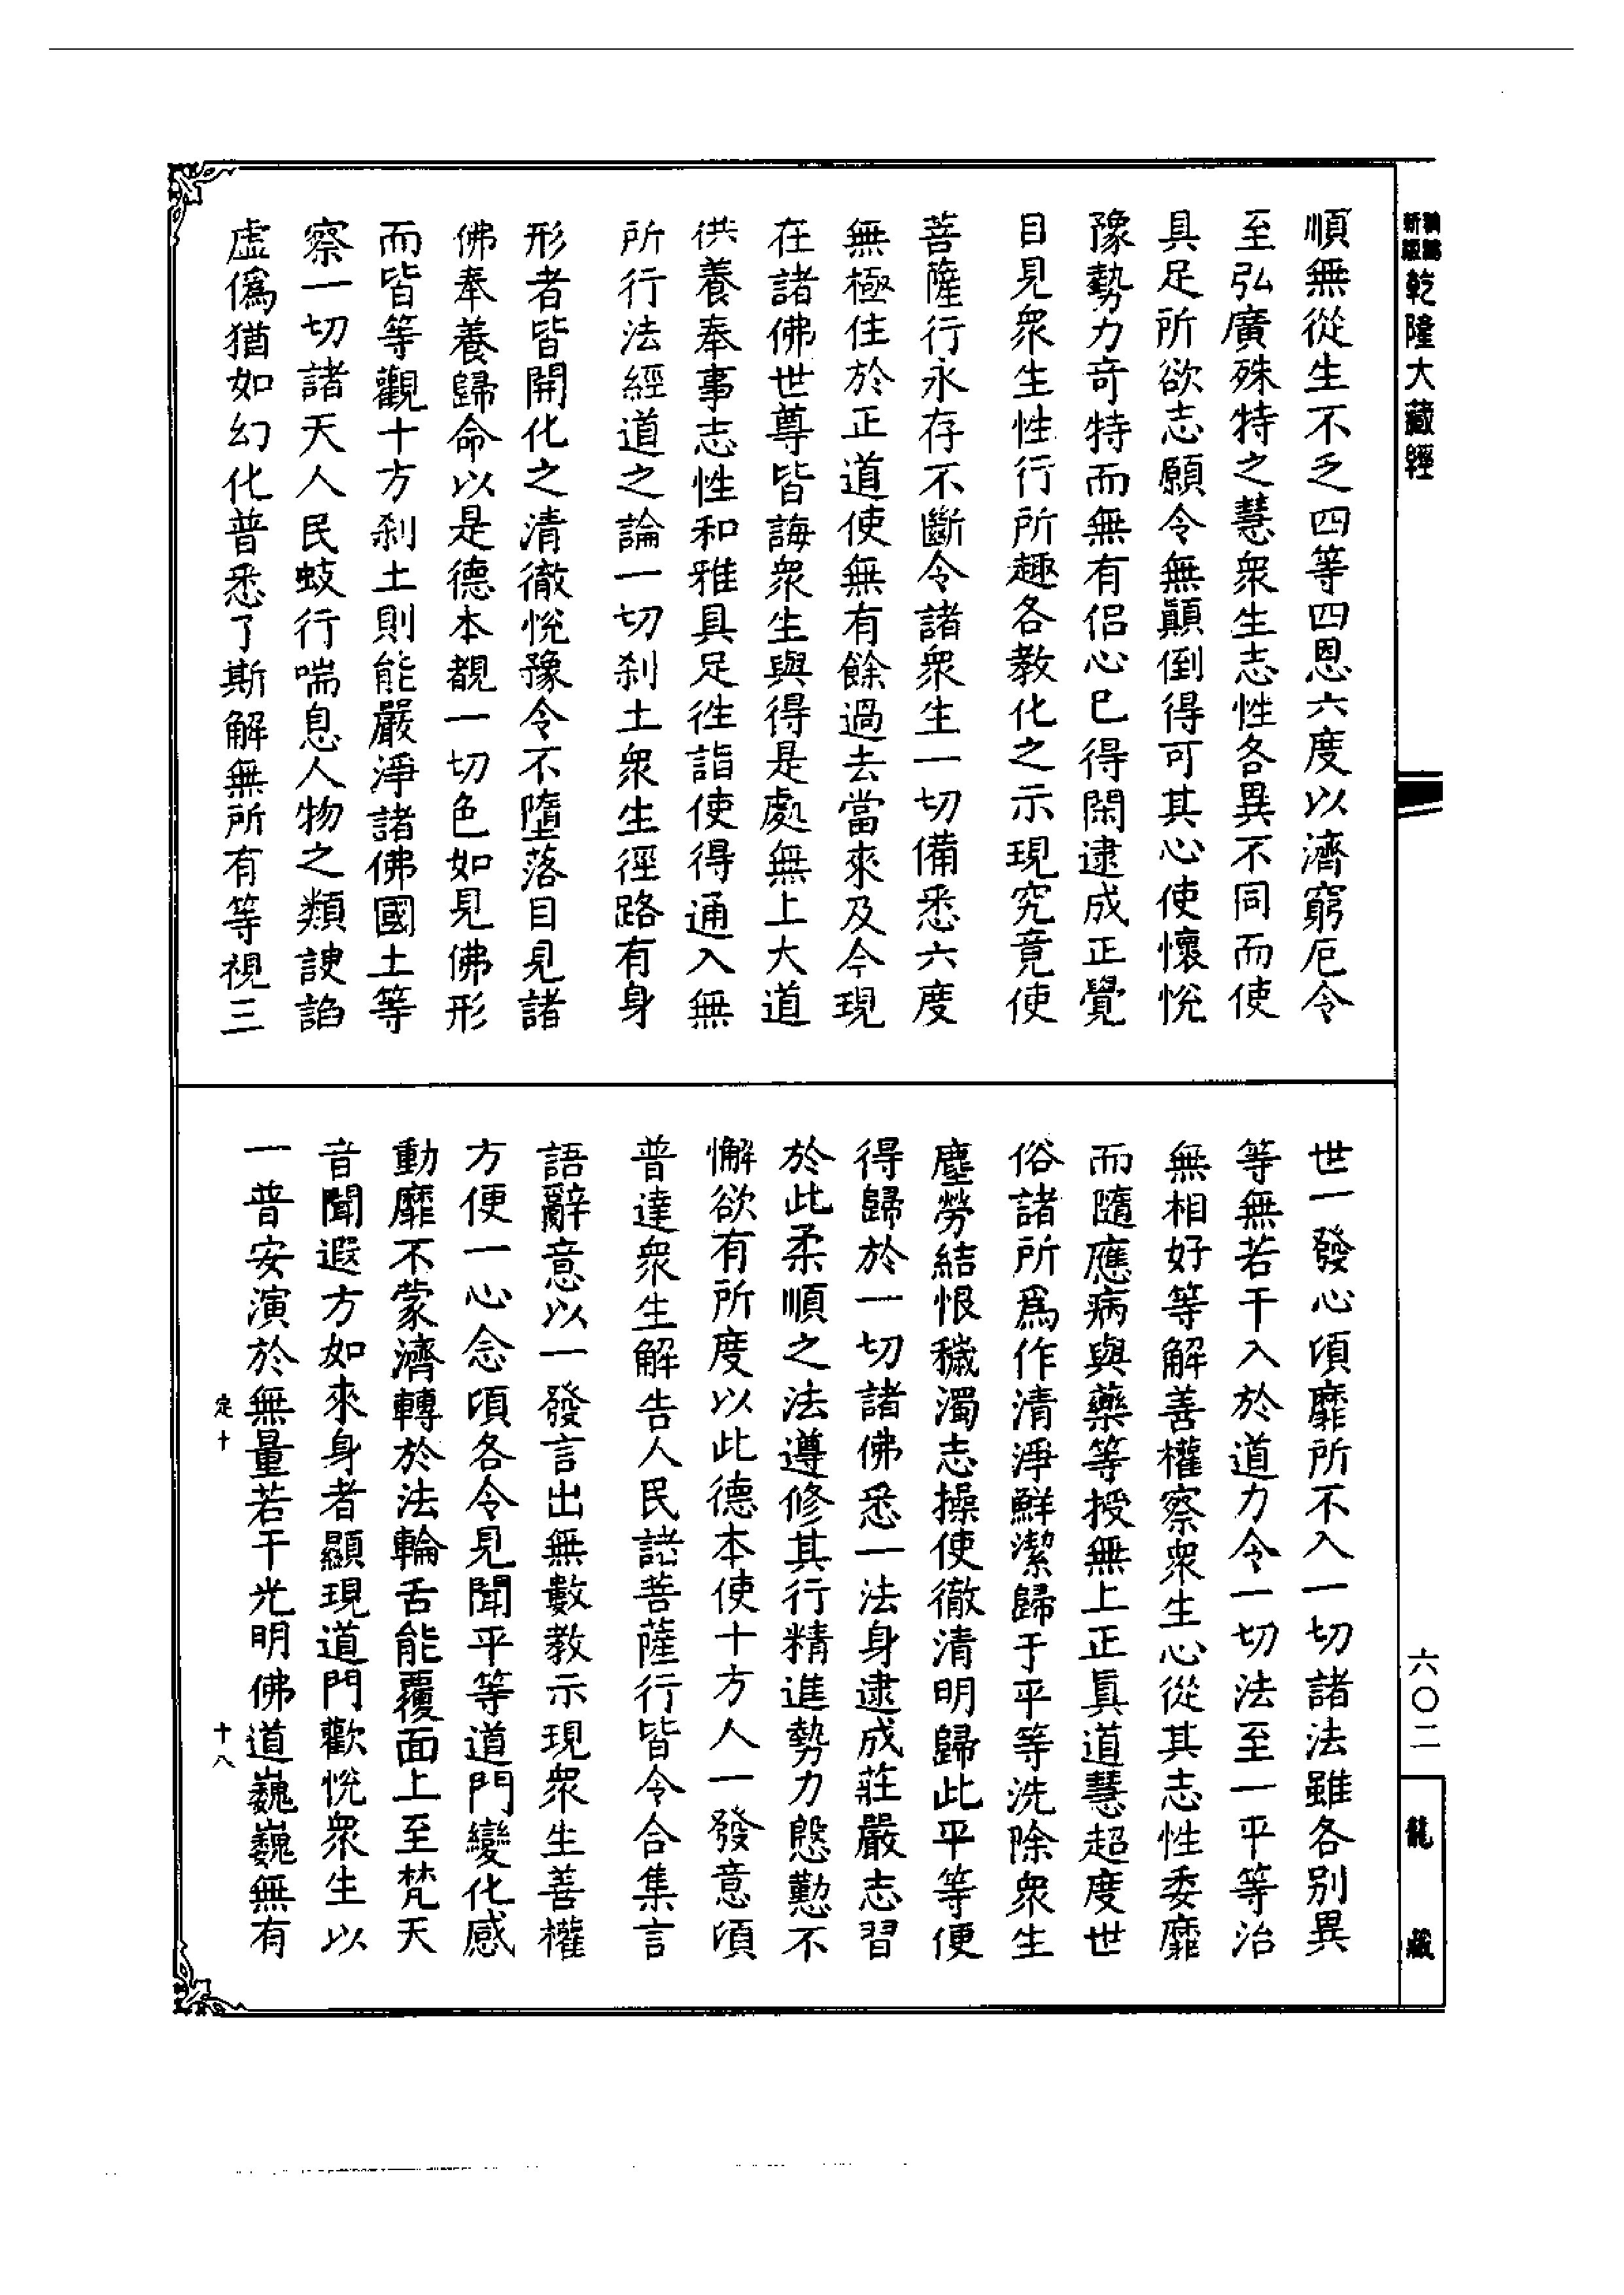 新版
乾隆大藏經
順無從生不乏四等四恩六度以濟窮厄令
至弘廣殊特之慧衆生志性各異不同而使
具足所欲志願令無顚倒得可其心使懷悅
豫勢力奇特而無有侶心已得閑逮成正覺
目見衆生性行所趣各教化之示現究竟使
菩薩行永存不斷令諸衆生一切備悉六度
無極住於正道使無有餘過去當來及今現
在諸佛世尊皆誨衆生與得是處無上大道
供養奉事志性和雅具足往詣使得通入無
所行法經道之論一切刹土衆生徑路有身
形者皆開化之清徹悅豫令不墮落目見諸
佛奉養歸命以是德本覩一切色如見佛形
而皆等觀十方刹土則能嚴淨諸佛國土等
察一切諸天人民蚑行喘息人物之類諛諂
虛僞猶如幻化普悉了斯解無所有等視三
世一發心頃靡所不入一切諸法雖各別異
等無若干入於道力令一切法至一平等治
無相好等解善權察衆生心從其志性委靡
而隨應病與藥等授無上正眞道慧超度世
俗諸所爲作清淨鮮潔歸于平等洗除衆生
塵勞結恨穢濁志操使徹清明歸此平等便
得歸於一切諸佛悉一法身逮成莊嚴志習
於此柔順之法遵修其行精進勢力慇懃不
懈欲有所度以此德本使十方人一發意頃
普達衆生解告人民諸菩薩行皆令合集言
語辭意以一發言出無數教示現衆生善權
方便一心念頃各令見聞平等道門變化感
動靡不蒙濟轉於法輪舌能覆面上至梵天
音聞遐方如來身者顯現道門歡悅衆生以
一普安演於無量若干光明佛道巍巍無有
定十
十八
六〇二
龍藏